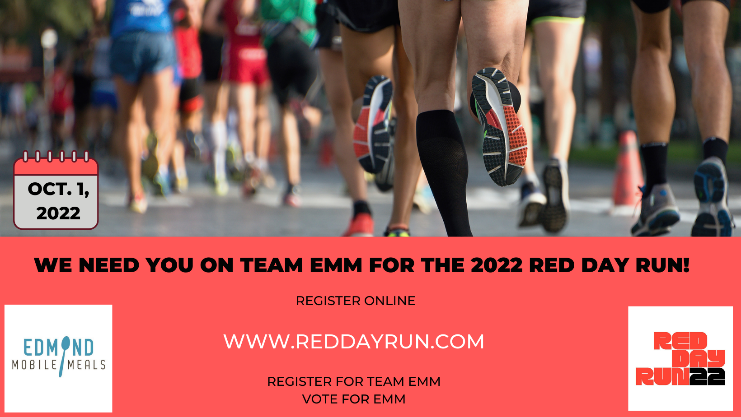 OCT. 1,
2022
WE NEED YOU ON TEAM EMM FOR THE 2022 RED DAY RUN!
REGISTER ONLINE
WWW.REDDAYRUN.COM
REGISTER FOR TEAM EMM
VOTE FOR EMM
EDMOND
MOBILE MEALS
RED
DAY
RUN22